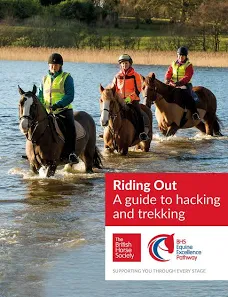 Riding Out
A guide to hacking
and trekking
The
British
Horse
Society
BHS
Equine
Excellence
Pathway
SUPPORTING YOU THROUGH EVERY STAGE